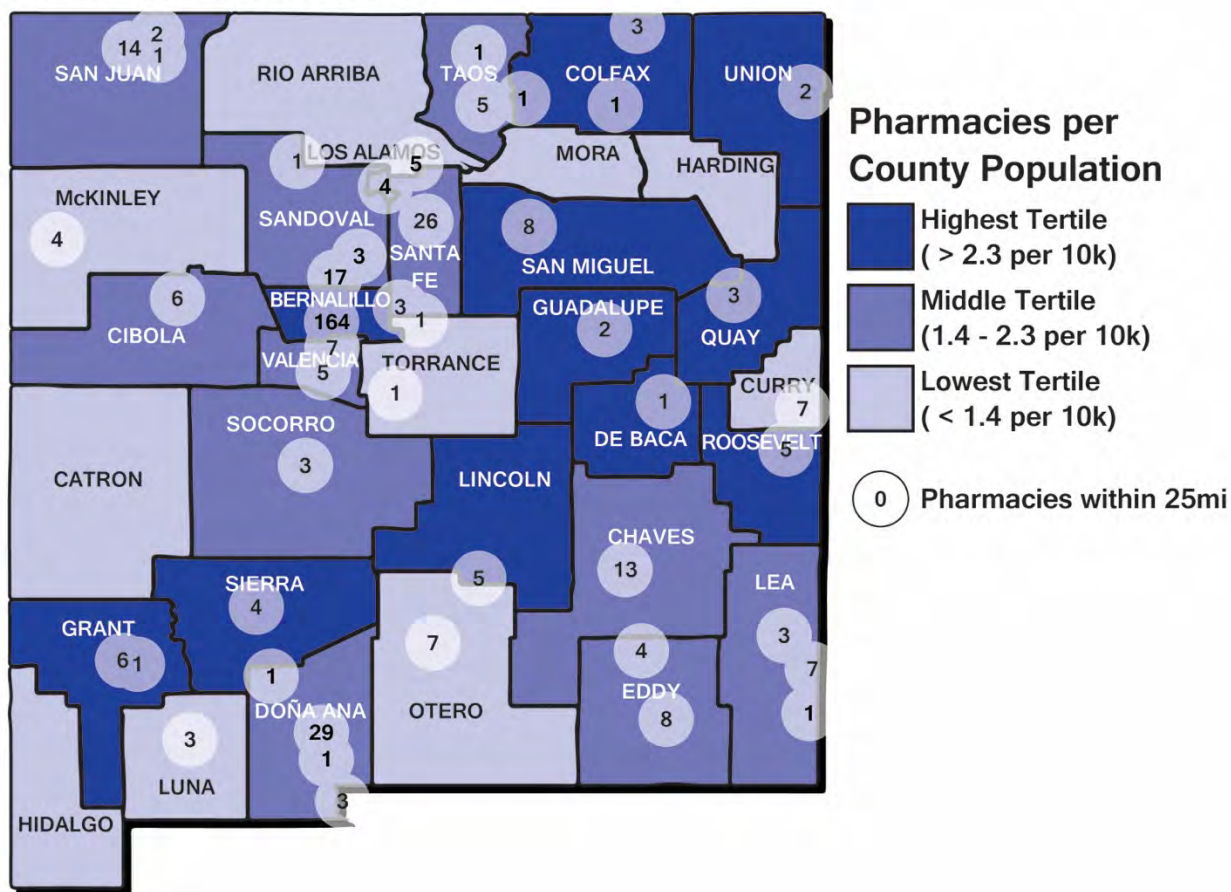 2
14
1
3
SAN JUAN
RIO ARRIBA
1
TAOS
COLFAX
UNION
5
1
1
2
1
LOS ALAMOS
5
MORA
HARDING
McKINLEY
4
4
SANDOVAL
26
8
3
SANTA
FE
SAN MIGUEL
17
6
BERNALILLO
3
GUADALUPE
3
164
1
2
QUAY
CIBOLA
7
VALENCIA
5
TORRANCE
1
CURRY
7
1
SOCORRO
DE BACA
ROOSEVELT
5
3
CATRON
LINCOLN
CHAVES
13
5
LEA
SIERRA
4
GRANT
3
7
4
6
1
7
1
EDDY
DOÑA ANA
OTERO
8
1
29
3
1
LUNA
3
HIDALGO
Pharmacies per
County Population
Highest Tertile
( > 2.3 per 10k)
Middle Tertile
(1.4 - 2.3 per 10k)
Lowest Tertile
( < 1.4 per 10k)
0 Pharmacies within 25mi